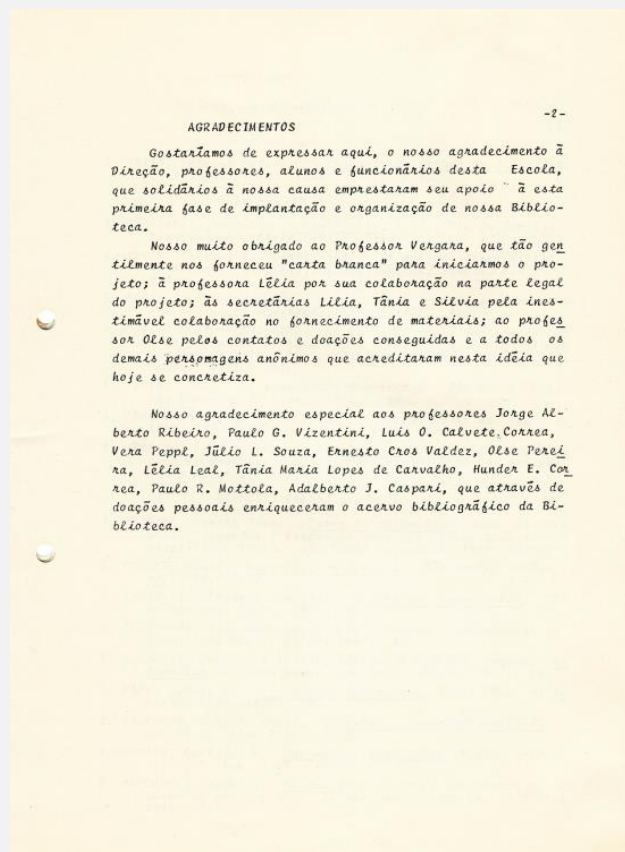 -2-
AGRADECIMENTOS
Gostaríamos de expressar aqui, o nosso agradecimento à
Direção, professores, alunos e funcionários desta Escola,
que solidários à nossa causa emprestaram seu apoio à esta
primeira fase de implantação e organização de nossa Biblio-
teca.
Nosso muito obrigado ao Professor Vergara, que tão gen
tilmente nos forneceu "carta branca" para iniciarmos o pro-
jeto; à professora Lélia por sua colaboração na parte legal
do projeto; às secretárias Lilia, Tânia e Silvia pela ines-
timável colaboração no fornecimento de materiais; ao profes
sor Olse pelos contatos e doações conseguidas e a todos os
demais personagens anônimos que acreditaram nesta idéia que
hoje se concretiza.
Nosso agradecimento especial aos professores Jorge Al-
berto Ribeiro, Paulo G. Vizentini, Luis O. Calvete Correa,
Vera Peppl, Júlio L. Souza, Ernesto Cros Valdez, Olse Perei
ra, Lélia Leal, Tânia Maria Lopes de Carvalho, Hunder E. Cor
rea, Paulo R. Mottola, Adalberto J. Caspari, que através de
doações pessoais enriqueceram o acervo bibliográfico da Bi-
blioteca.